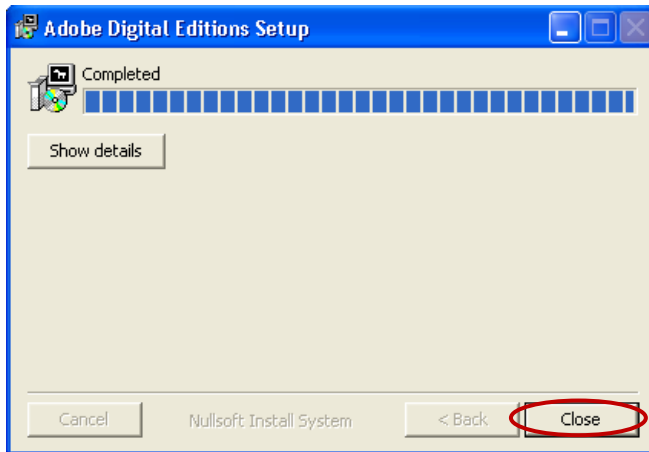 Adobe Digital Editions Setup
Completed
Show details
Cancel Nullsoft Install System < Back Close